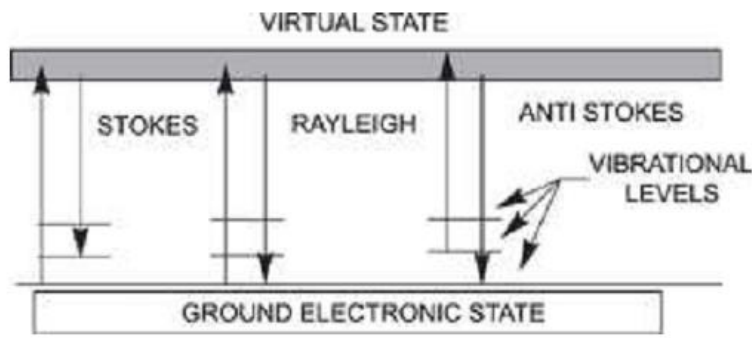 VIRTUAL STATE
STOKES
RAYLEIGH
ANTI STOKES
VIBRATIONAL
LEVELS
GROUND ELECTRONIC STATE